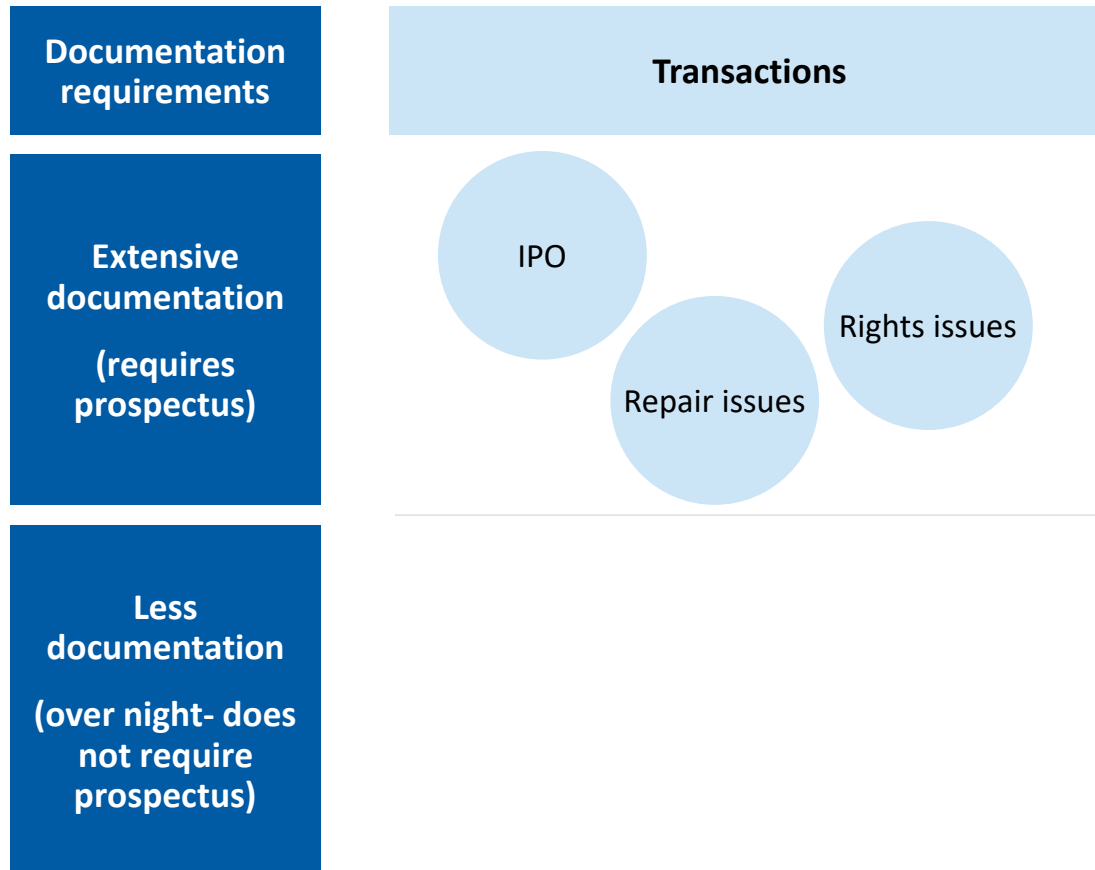 Documentation
requirements
Transactions
Extensive
documentation
(requires
prospectus)
IPO
Repair issues
Rights issues
Less
documentation
(over night- does
not require
prospectus)